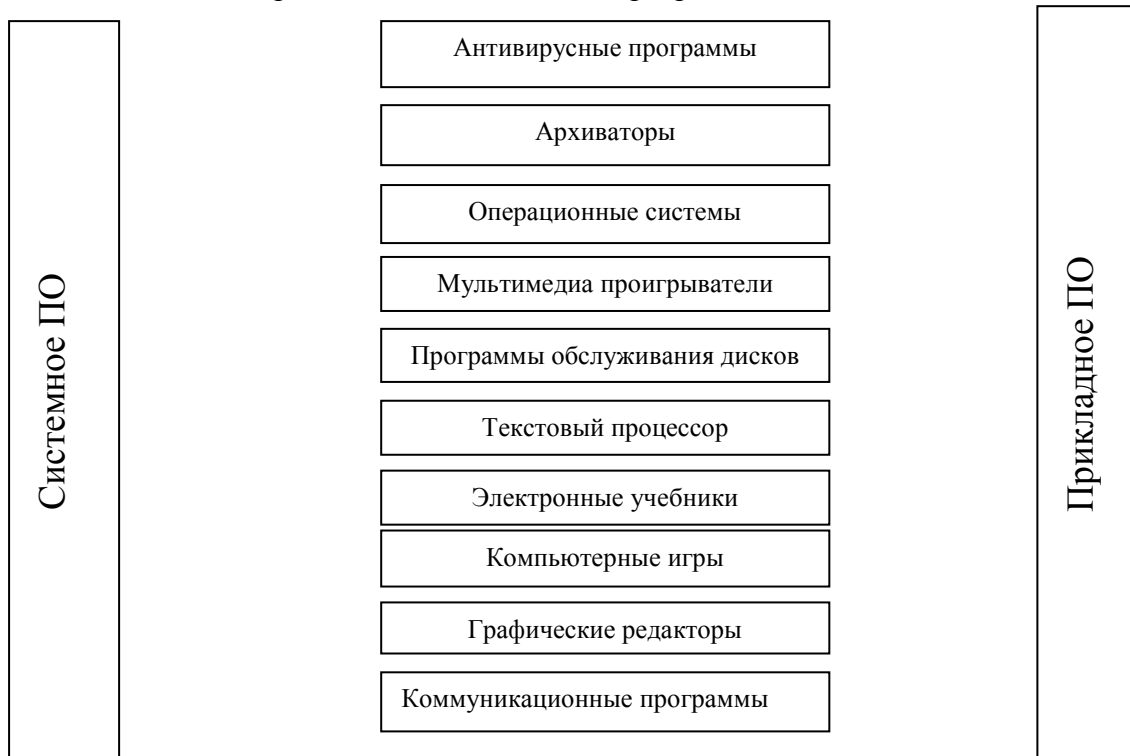 Системное ПО
Антивирусные программы
Архиваторы
Операционные системы
Мультимедиа проигрыватели
Программы обслуживания дисков
Текстовый процессор
Электронные учебники
Компьютерные игры
Графические редакторы
Коммуникационные программы
Прикладное ПО